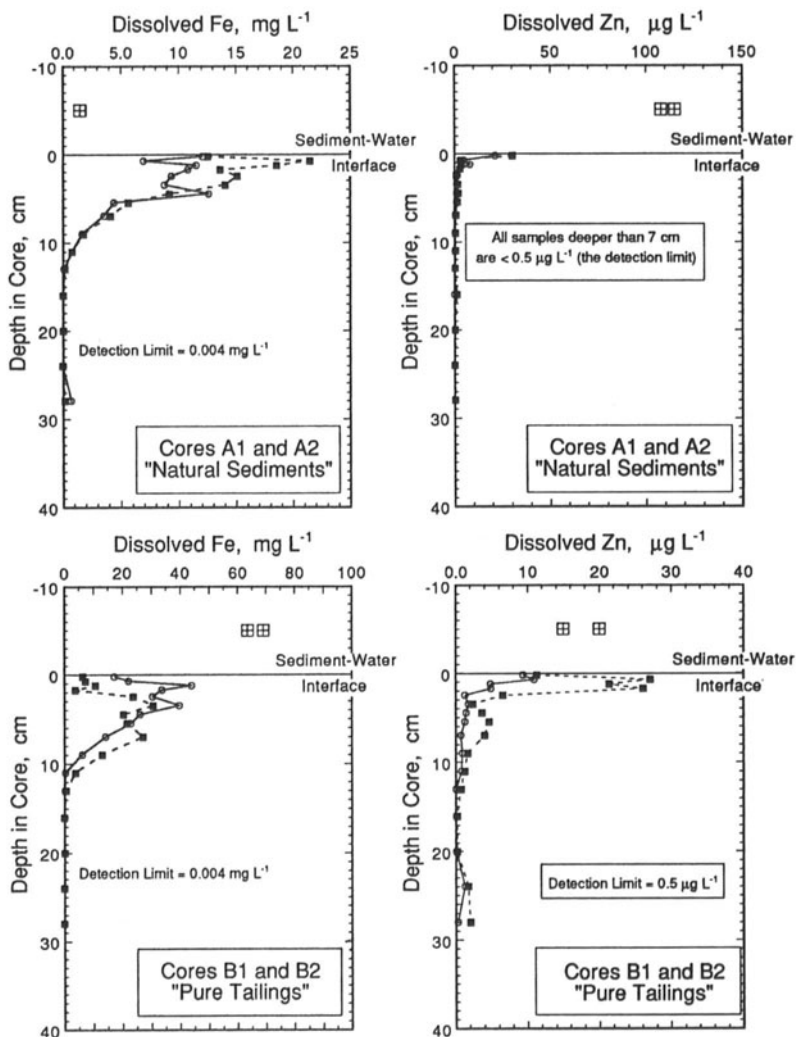 Dissolved Fe, mg L⁻¹
0.0 5.0 10 15 20 25
-10
0
10
20
30
40
Depth in Core, cm
Sediment-Water
Interface
Detection Limit = 0.004 mg L⁻¹
Cores A1 and A2
"Natural Sediments"
Dissolved Zn, µg L⁻¹
0 50 100 150
-10
0
10
20
30
40
Depth in Core, cm
Sediment-Water
Interface
All samples deeper than 7 cm
are < 0.5 µg L⁻¹ (the detection limit)
Cores A1 and A2
"Natural Sediments"
Dissolved Fe, mg L⁻¹
0 20 40 60 80 100
-10
0
10
20
30
40
Depth in Core, cm
Sediment-Water
Interface
Detection Limit = 0.004 mg L⁻¹
Cores B1 and B2
"Pure Tailings"
Dissolved Zn, µg L⁻¹
0.0 10 20 30 40
-10
0
10
20
30
40
Depth in Core, cm
Sediment-Water
Interface
Detection Limit = 0.5 µg L⁻¹
Cores B1 and B2
"Pure Tailings"